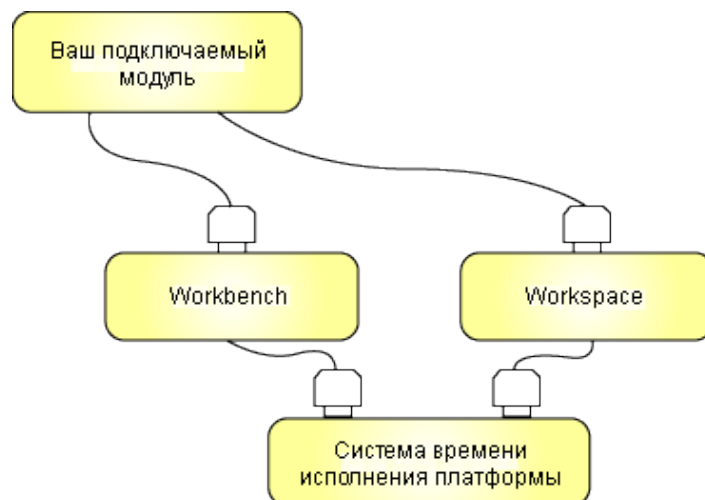 Ваш подключаемый
модуль
Workbench
Workspace
Система времени
исполнения платформы